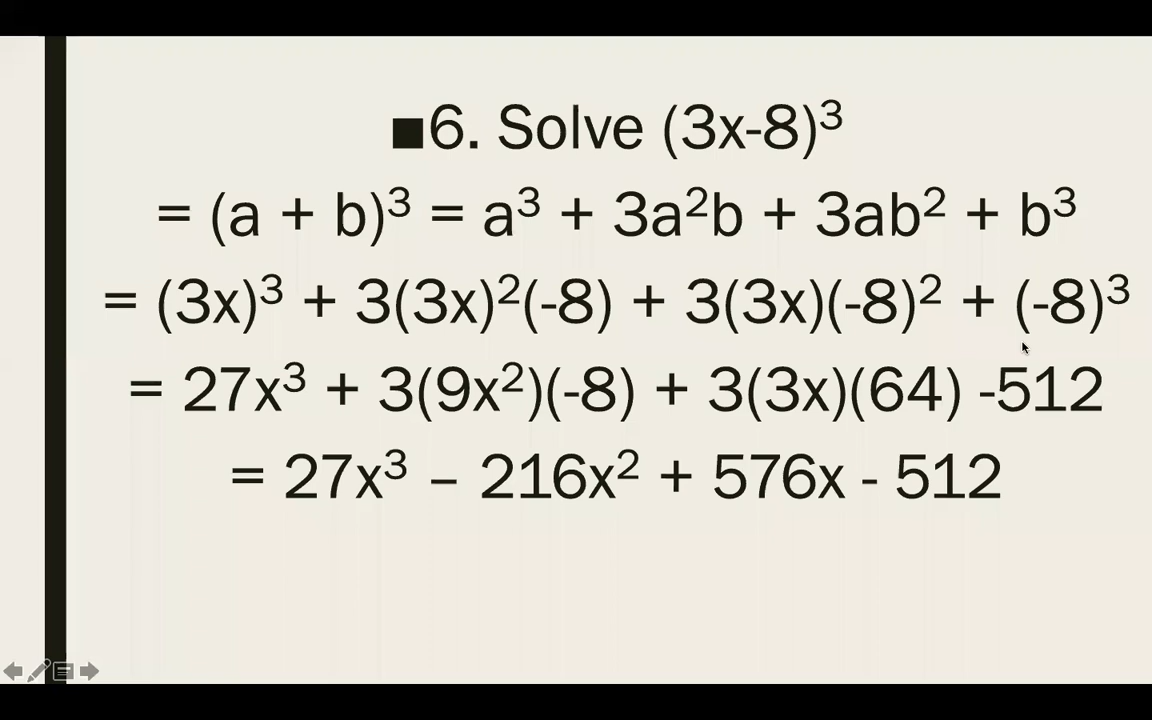 ■6. Solve (3x-8)³
= (a + b)³ = a³ + 3a²b + 3ab² + b³
= (3x)³ + 3(3x)²(-8) + 3(3x)(-8)² + (-8)³
= 27x³ + 3(9x²)(-8) + 3(3x)(64) -512
= 27x³ – 216x² + 576x - 512